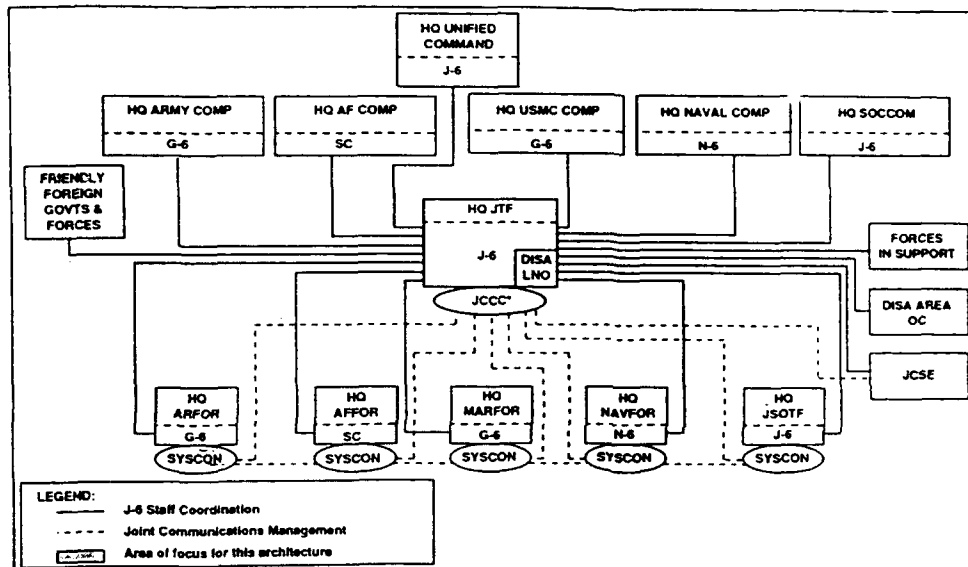 HQ UNIFIED
COMMAND
J-6
HQ ARMY COMP
G-6
HQ AF COMP
SC
HQ USMC COMP
G-6
HQ NAVAL COMP
N-6
HQ SOCCOM
J-6
FRIENDLY
FOREIGN
GOVTS &
FORCES
HQ JTF
J-6
DISA
LNO
JCCC*
FORCES
IN SUPPORT
DISA AREA
OC
JCSE
HQ
ARFOR
G-6
SYSCON
HQ
AFFOR
SC
SYSCON
HQ
MARFOR
G-6
SYSCON
HQ
NAVFOR
N-6
SYSCON
HQ
JSOTF
J-6
SYSCON
LEGEND:
J-6 Staff Coordination
Joint Communications Management
Area of focus for this architecture